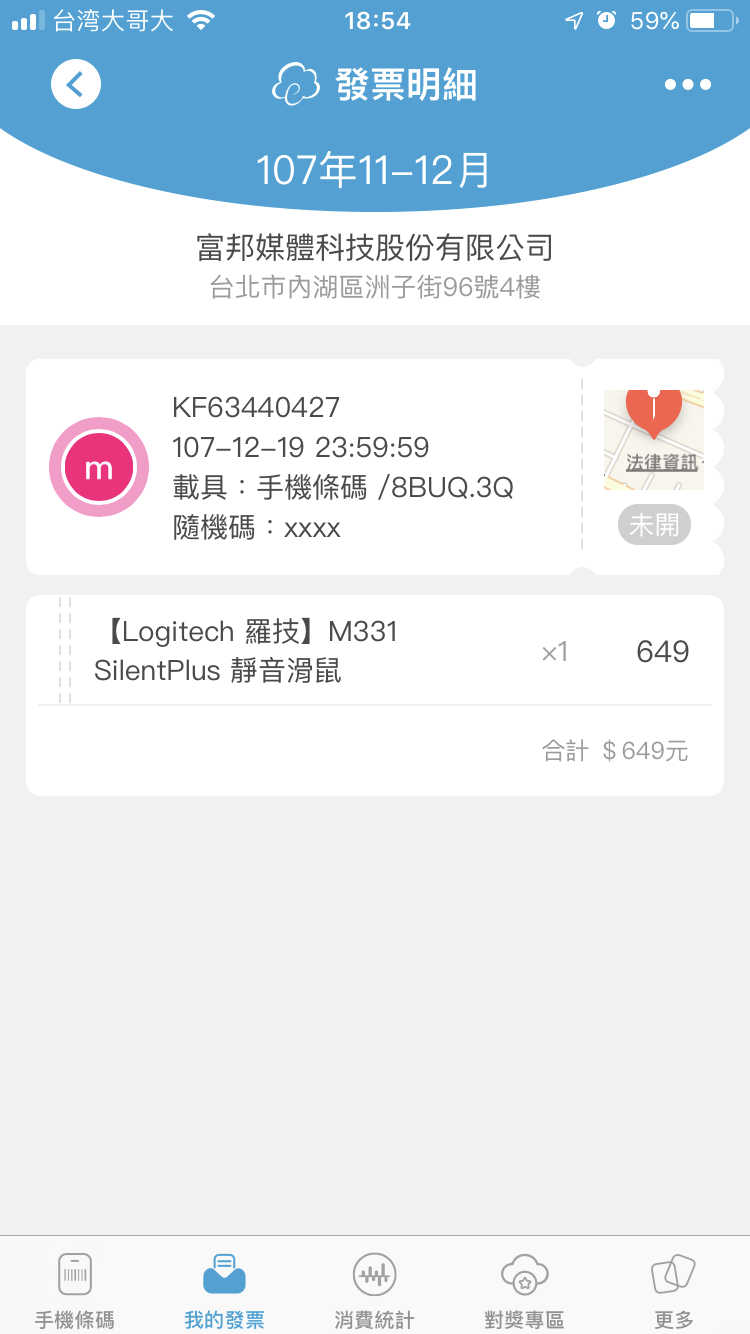 台湾大哥大 18:54 59%
發票明細
107年11–12月
富邦媒體科技股份有限公司
台北市內湖區洲子街96號4樓
KF63440427
107–12–19 23:59:59
載具：手機條碼 /8BUQ.3Q
隨機碼：xxxx
m
法律資訊
未開
【Logitech 羅技】M331
SilentPlus 靜音滑鼠
×1 649
合計 $ 649元
手機條碼 我的發票 消費統計 對獎專區 更多